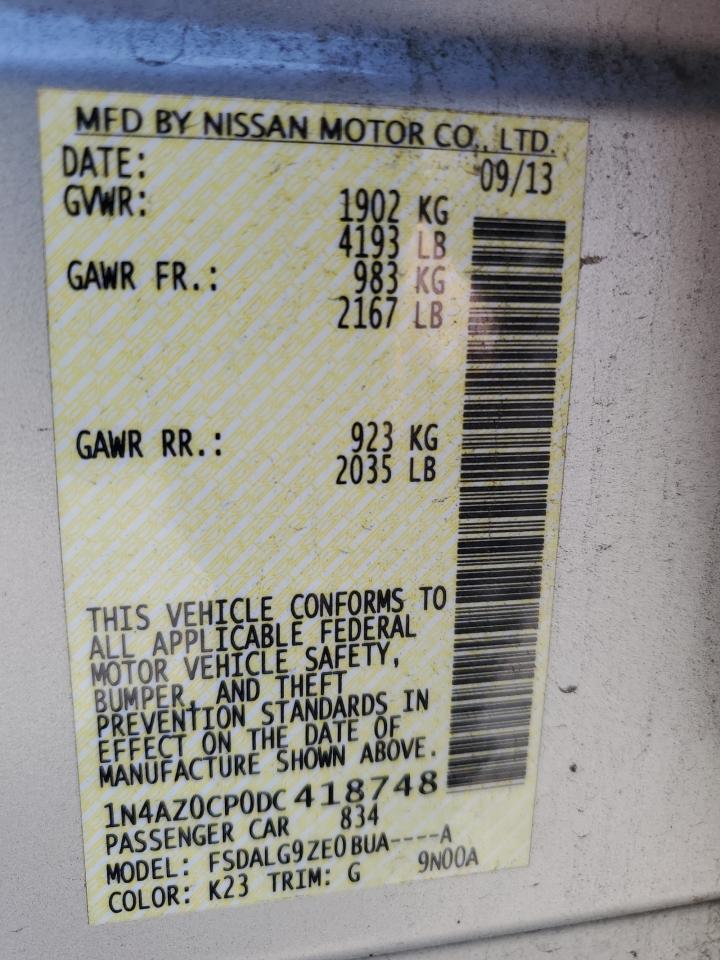 MFD BY NISSAN MOTOR CO., LTD.
DATE: 09/13
GVWR: 1902 KG
4193 LB
GAWR FR.: 983 KG
2167 LB
GAWR RR.: 923 KG
2035 LB
THIS VEHICLE CONFORMS TO
ALL APPLICABLE FEDERAL
MOTOR VEHICLE SAFETY,
BUMPER, AND THEFT
PREVENTION STANDARDS IN
EFFECT ON THE DATE OF
MANUFACTURE SHOWN ABOVE.
1N4AZ0CP0DC418748
PASSENGER CAR 834
MODEL: FSDALG9ZE0BUA----A
COLOR: K23 TRIM: G 9N00A